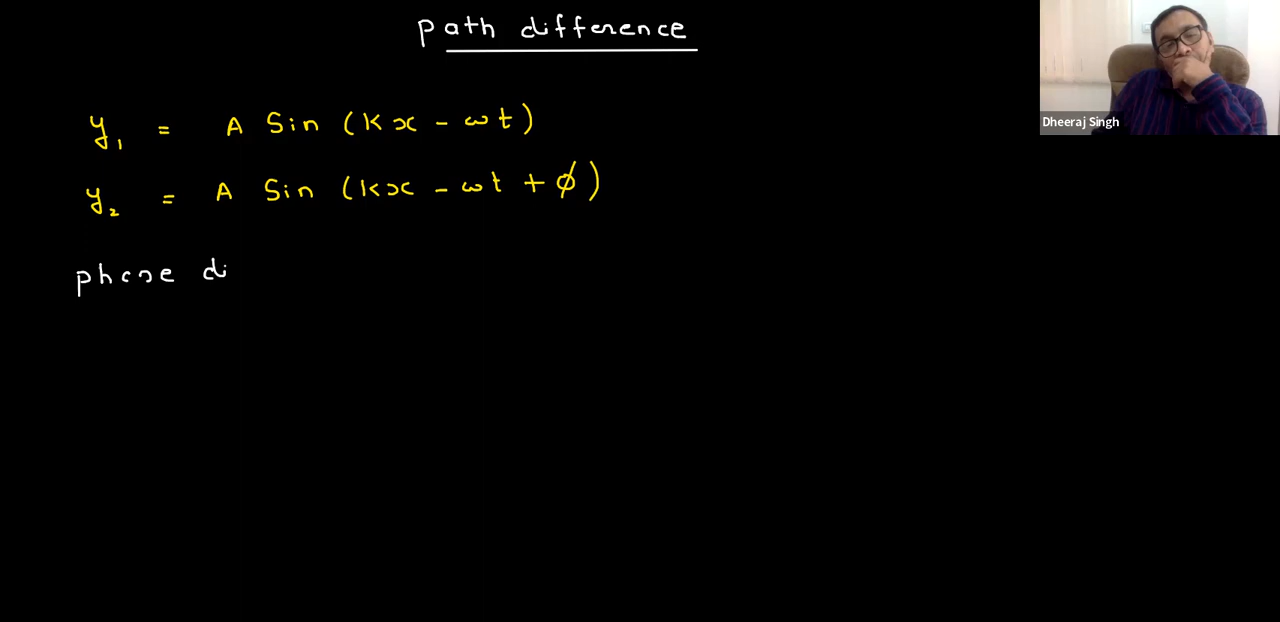 path difference
Dheeraj Singh
y₁ = A Sin (kx - ωt)
y₂ = A Sin (kx - ωt + ϕ)
phase di